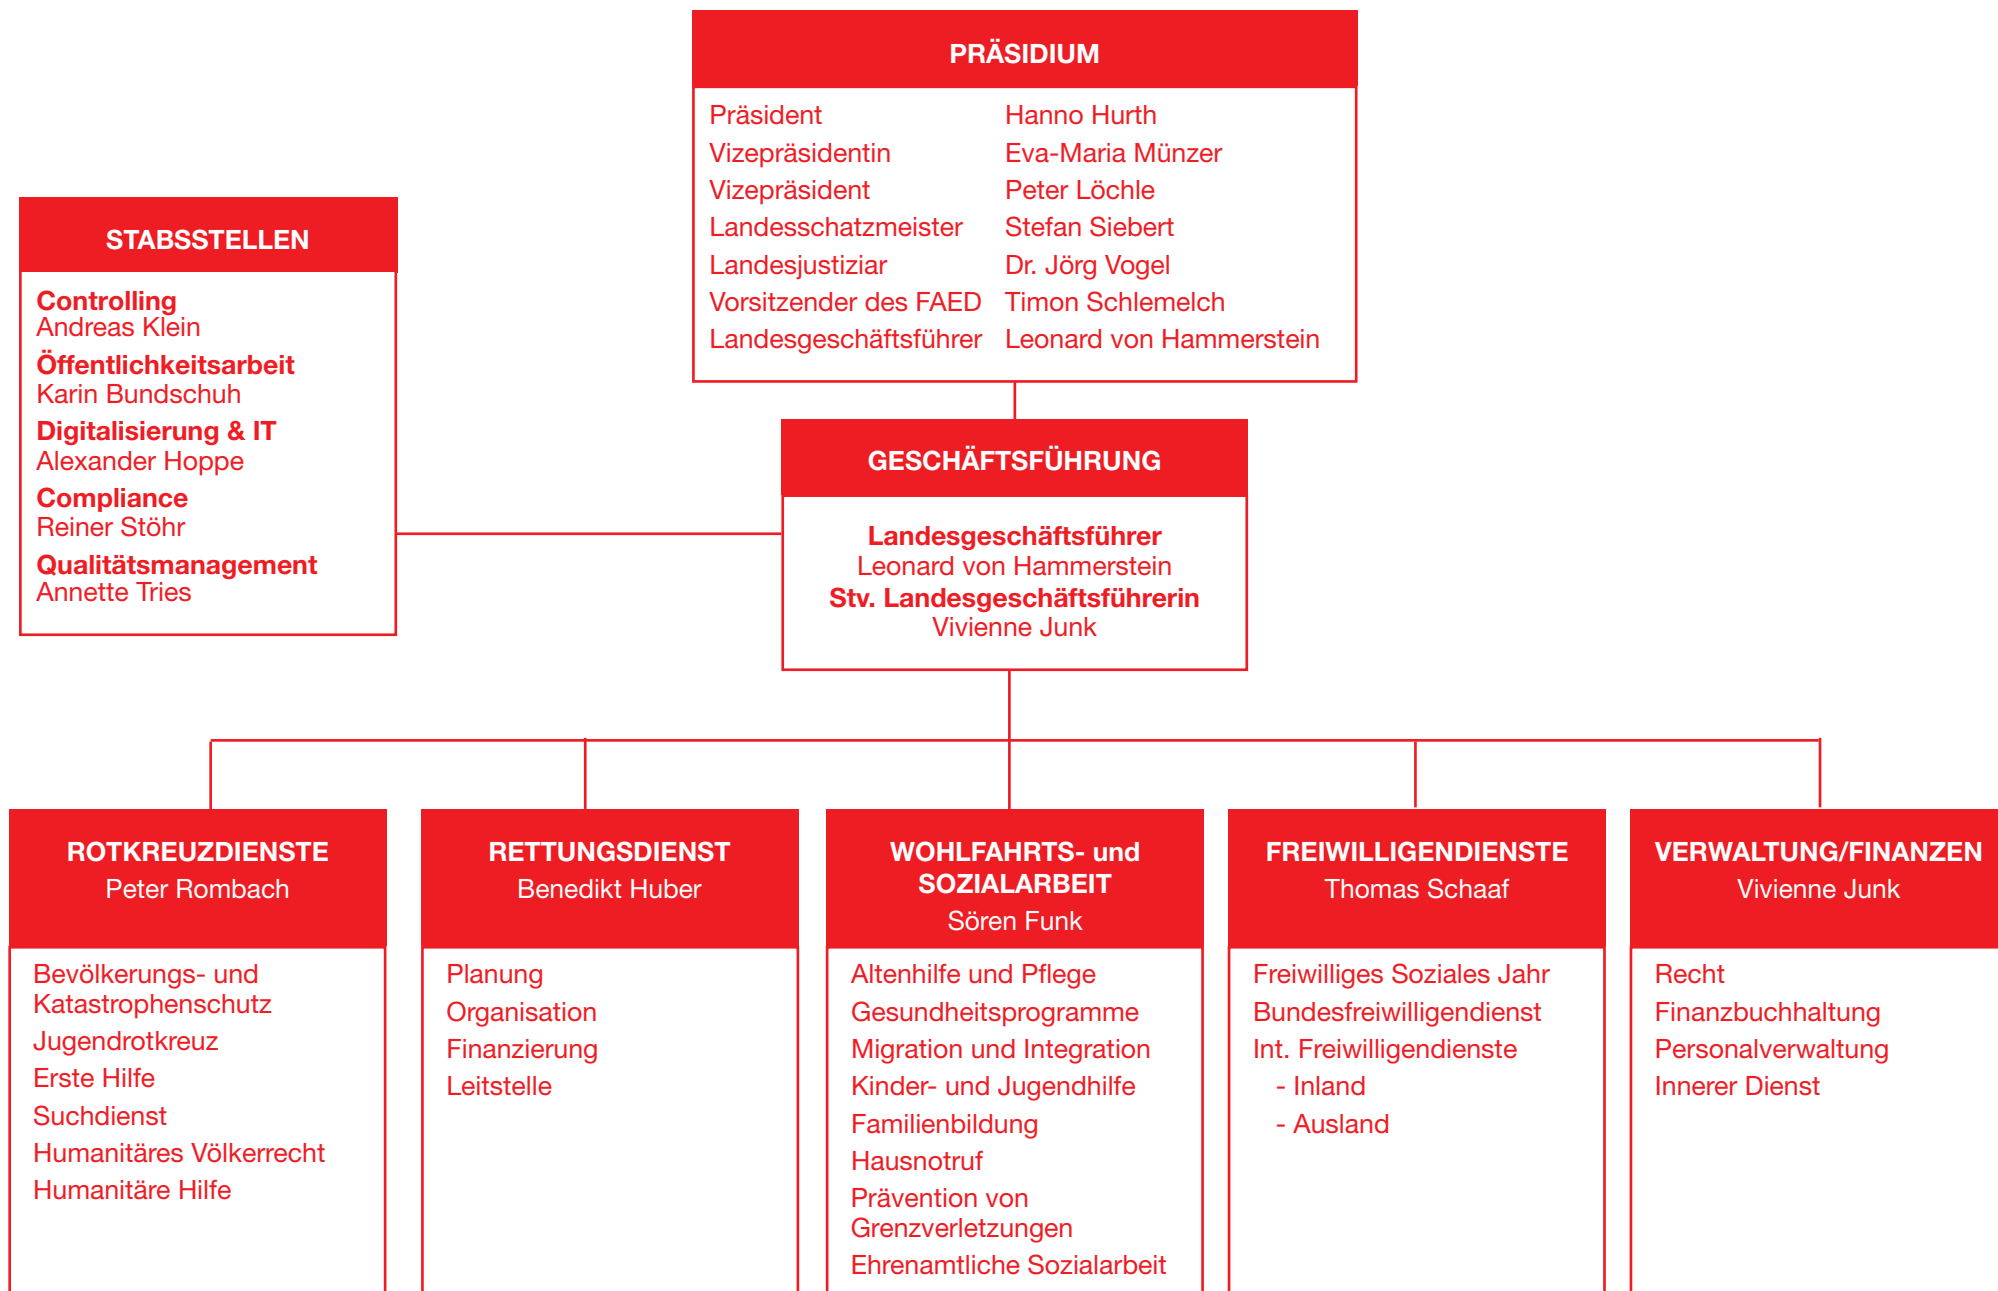 PRÄSIDIUM
Präsident Hanno Hurth
Vizepräsidentin Eva-Maria Münzer
Vizepräsident Peter Löchle
Landesschatzmeister Stefan Siebert
Landesjustiziar Dr. Jörg Vogel
Vorsitzender des FAED Timon Schlemelch
Landesgeschäftsführer Leonard von Hammerstein
STABSSTELLEN
Controlling
Andreas Klein
Öffentlichkeitsarbeit
Karin Bundschuh
Digitalisierung & IT
Alexander Hoppe
Compliance
Reiner Stöhr
Qualitätsmanagement
Annette Tries
GESCHÄFTSFÜHRUNG
Landesgeschäftsführer
Leonard von Hammerstein
Stv. Landesgeschäftsführerin
Vivienne Junk
ROTKREUZDIENSTE
Peter Rombach
Bevölkerungs- und
Katastrophenschutz
Jugendrotkreuz
Erste Hilfe
Suchdienst
Humanitäres Völkerrecht
Humanitäre Hilfe
RETTUNGSDIENST
Benedikt Huber
Planung
Organisation
Finanzierung
Leitstelle
WOHLFAHRTS- und
SOZIALARBEIT
Sören Funk
Altenhilfe und Pflege
Gesundheitsprogramme
Migration und Integration
Kinder- und Jugendhilfe
Familienbildung
Hausnotruf
Prävention von
Grenzverletzungen
Ehrenamtliche Sozialarbeit
FREIWILLIGENDIENSTE
Thomas Schaaf
Freiwilliges Soziales Jahr
Bundesfreiwilligendienst
Int. Freiwilligendienste
- Inland
- Ausland
VERWALTUNG/FINANZEN
Vivienne Junk
Recht
Finanzbuchhaltung
Personalverwaltung
Innerer Dienst